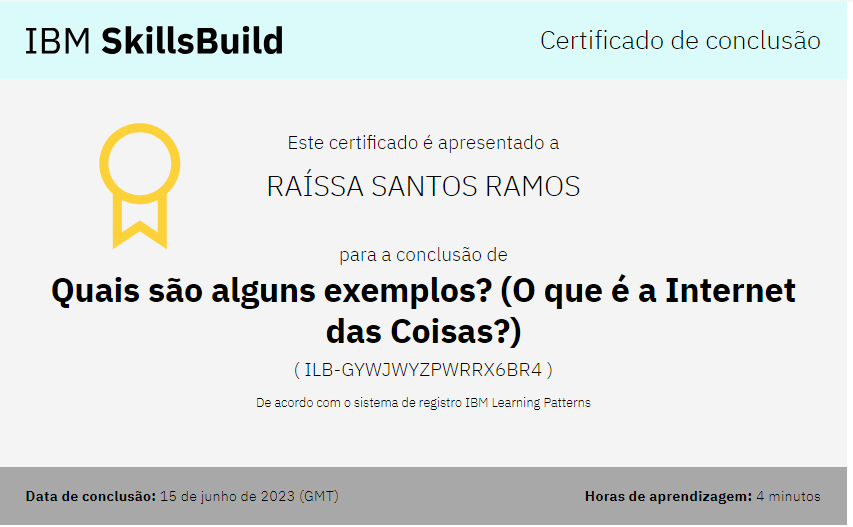 IBM SkillsBuild
Certificado de conclusão
Este certificado é apresentado a
RAÍSSA SANTOS RAMOS
para a conclusão de
Quais são alguns exemplos? (O que é a Internet
das Coisas?)
( ILB-GYWJWYZPWRRX6BR4 )
De acordo com o sistema de registro IBM Learning Patterns
Data de conclusão: 15 de junho de 2023 (GMT)
Horas de aprendizagem: 4 minutos